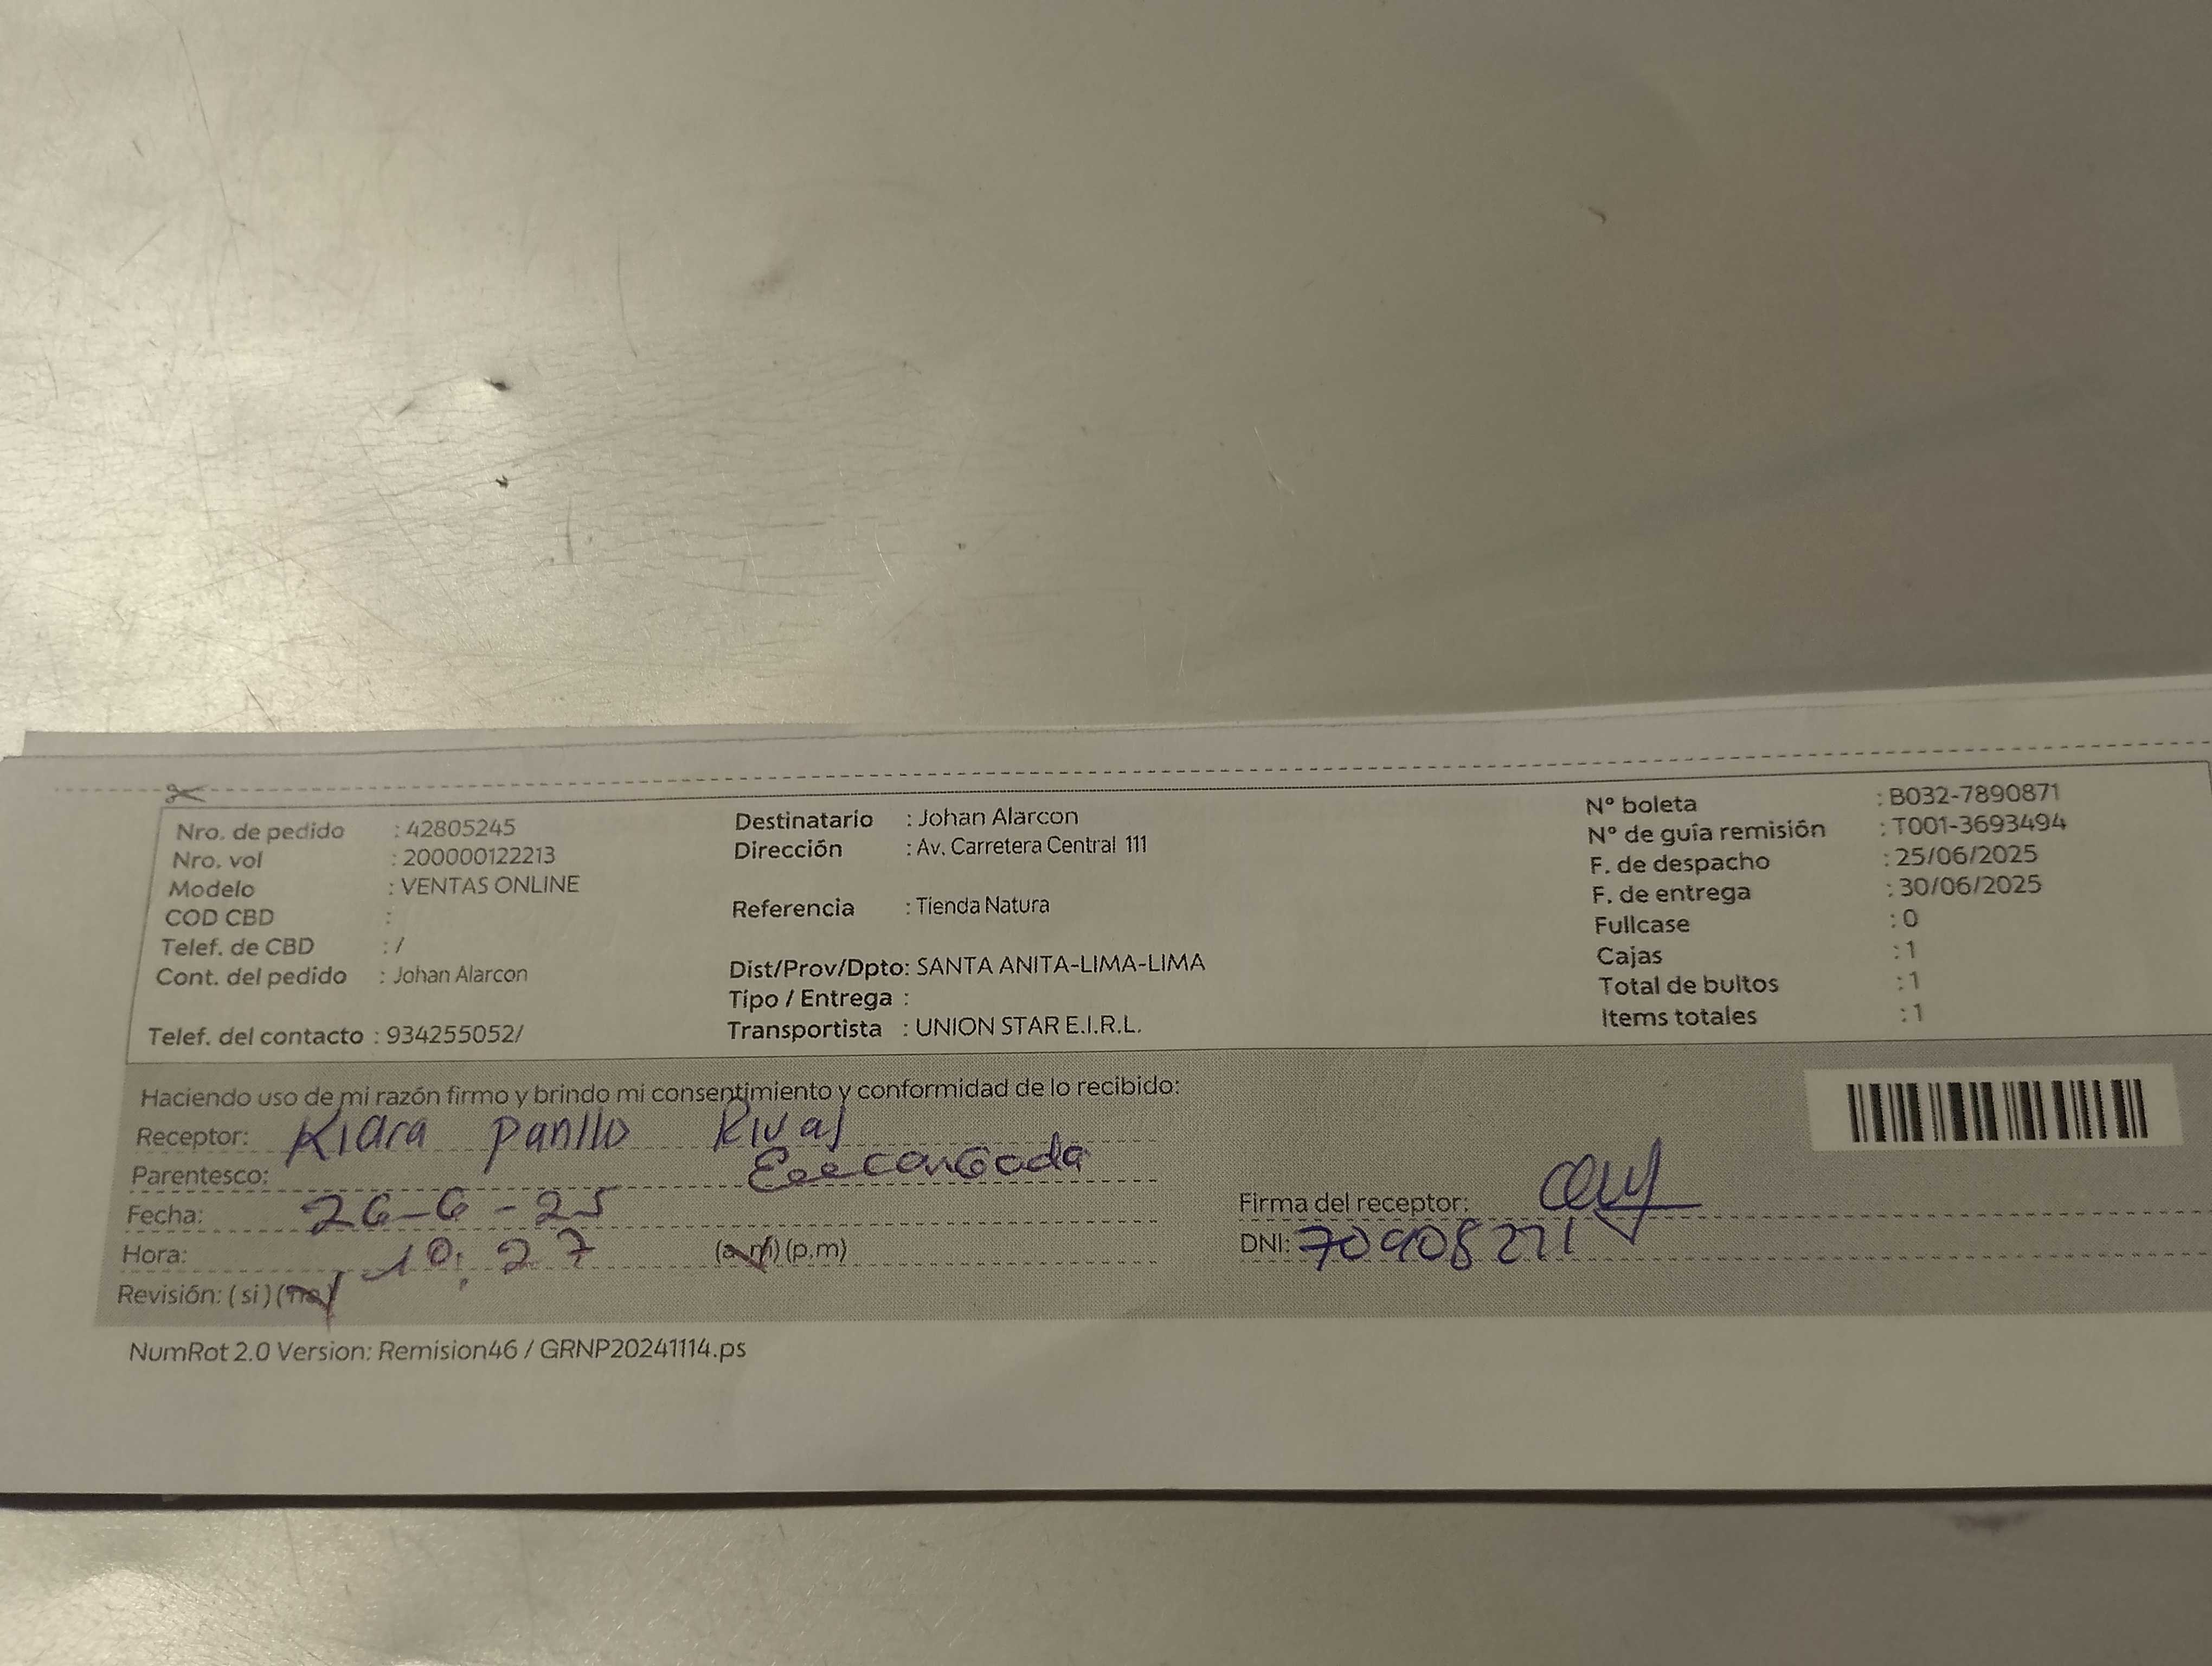 Nro. de pedido : 42805245
Nro. vol : 200000122213
Modelo : VENTAS ONLINE
COD CBD :
Telef. de CBD : /
Cont. del pedido : Johan Alarcon
Telef. del contacto : 934255052/
Destinatario : Johan Alarcon
Dirección : Av. Carretera Central 111
Referencia : Tienda Natura
Dist/Prov/Dpto: SANTA ANITA-LIMA-LIMA
Tipo / Entrega :
Transportista : UNION STAR E.I.R.L.
N° boleta : B032-7890871
N° de guía remisión : T001-3693494
F. de despacho : 25/06/2025
F. de entrega : 30/06/2025
Fullcase : 0
Cajas : 1
Total de bultos : 1
Items totales : 1
Haciendo uso de mi razón firmo y brindo mi consentimiento y conformidad de lo recibido:
Receptor: Kiara
Parentesco:
Fecha: 26-6-25
Hora: 10:27 (a.m) (p.m)
Revisión: (si) (no)
Firma del receptor:
DNI: 70908271
NumRot 2.0 Version: Remision46 / GRNP20241114.ps